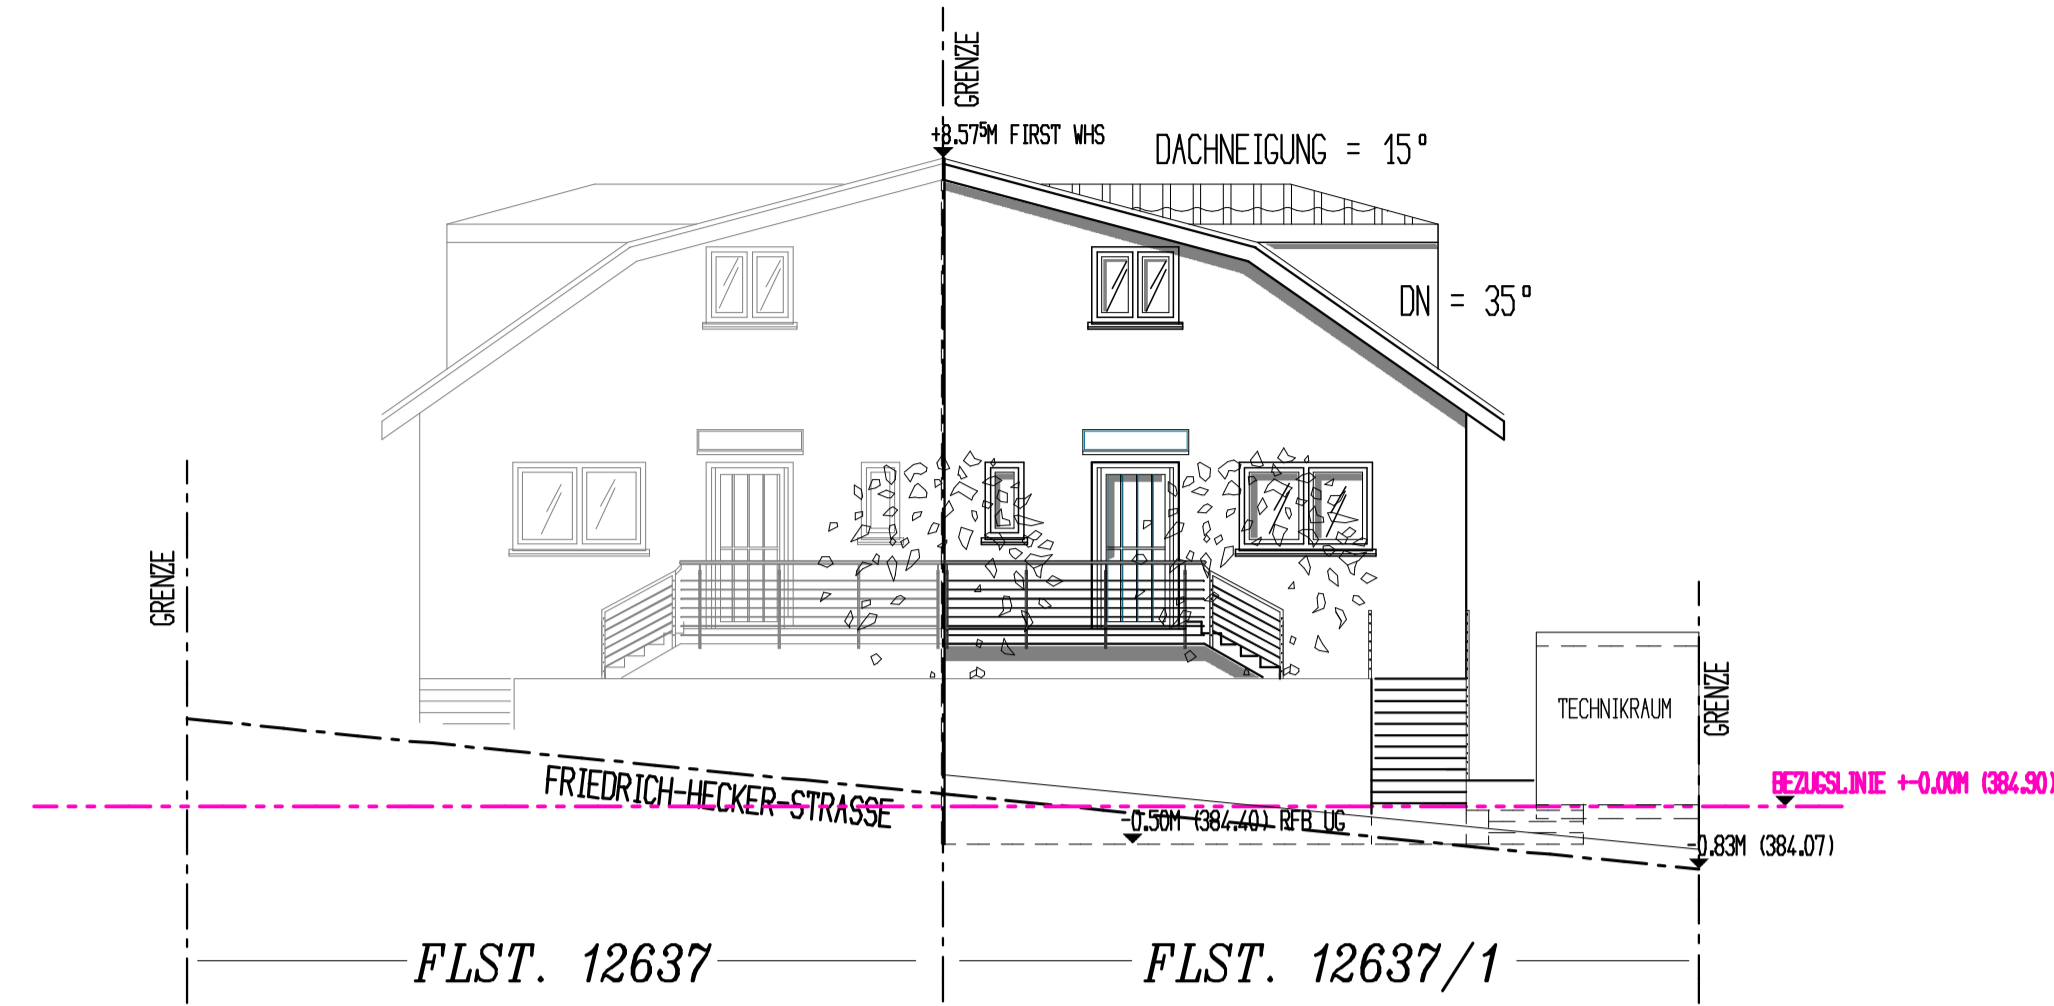 GRENZE
+8.57⁵M FIRST WHS
DACHNEIGUNG = 15°
DN = 35°
GRENZE
TECHNIKRAUM
GRENZE
FRIEDRICH-HECKER-STRASSE
BEZUGSLINIE +-0.00M (384.90)
-0.50M (384.40) RFB UG
-0.83M (384.07)
FLST. 12637
FLST. 12637/1